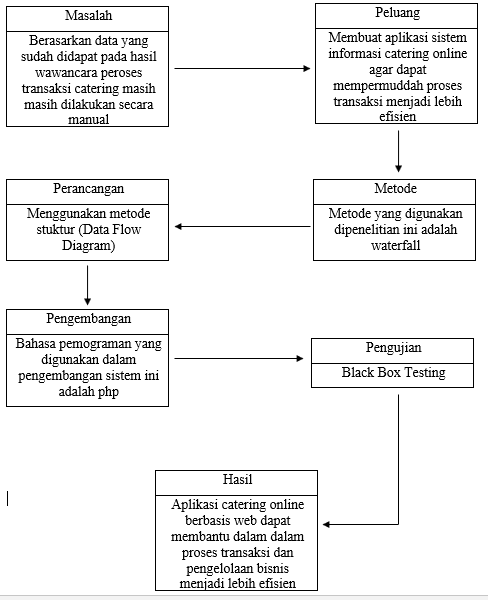 Masalah
Berasarkan data yang
sudah didapat pada hasil
wawancara peroses
transaksi catering masih
masih dilakukan secara
manual
Peluang
Membuat aplikasi sistem
informasi catering online
agar dapat
mempermuddah proses
transaksi menjadi lebih
efisien
Metode
Metode yang digunakan
dipenelitian ini adalah
waterfall
Perancangan
Menggunakan metode
stuktur (Data Flow
Diagram)
Pengembangan
Bahasa pemograman yang
digunakan dalam
pengembangan sistem ini
adalah php
Pengujian
Black Box Testing
Hasil
Aplikasi catering online
berbasis web dapat
membantu dalam dalam
proses transaksi dan
pengelolaan bisnis
menjadi lebih efisien